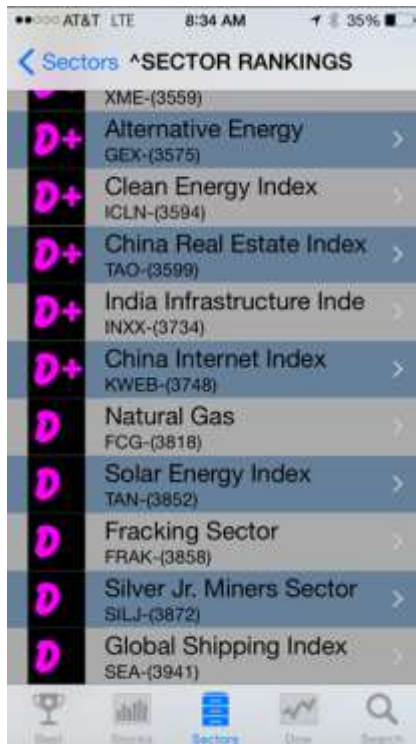 AT&T LTE 8:34 AM 35%
Sectors ^SECTOR RANKINGS
XME-(3559)
D+ Alternative Energy
GEX-(3575)
D+ Clean Energy Index
ICLN-(3594)
D+ China Real Estate Index
TAO-(3599)
D+ India Infrastructure Inde
INXX-(3734)
D+ China Internet Index
KWEB-(3748)
D Natural Gas
FCG-(3818)
D Solar Energy Index
TAN-(3852)
D Fracking Sector
FRAK-(3858)
D Silver Jr. Miners Sector
SILJ-(3872)
D Global Shipping Index
SEA-(3941)
Best Stocks Sectors Dow Search